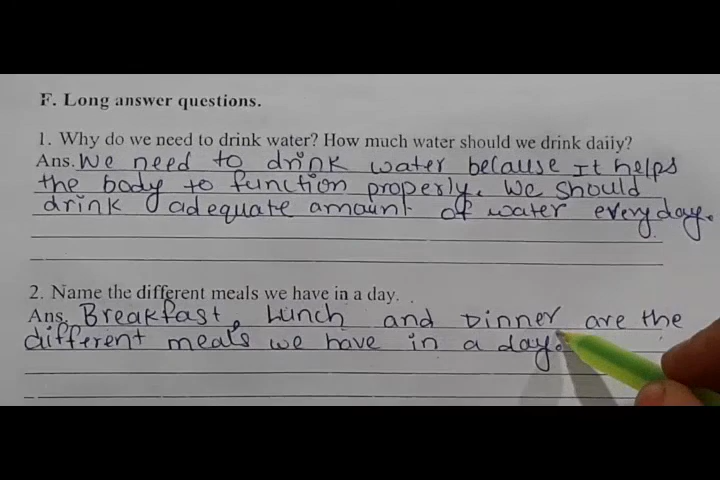 F. Long answer questions.
1. Why do we need to drink water? How much water should we drink daily?
Ans. We need to drink water because It helps
the body to function properly. We should
drink adequate amount of water every day.
2. Name the different meals we have in a day.
Ans. Breakfast, Lunch and Dinner are the
different meals we have in a day.